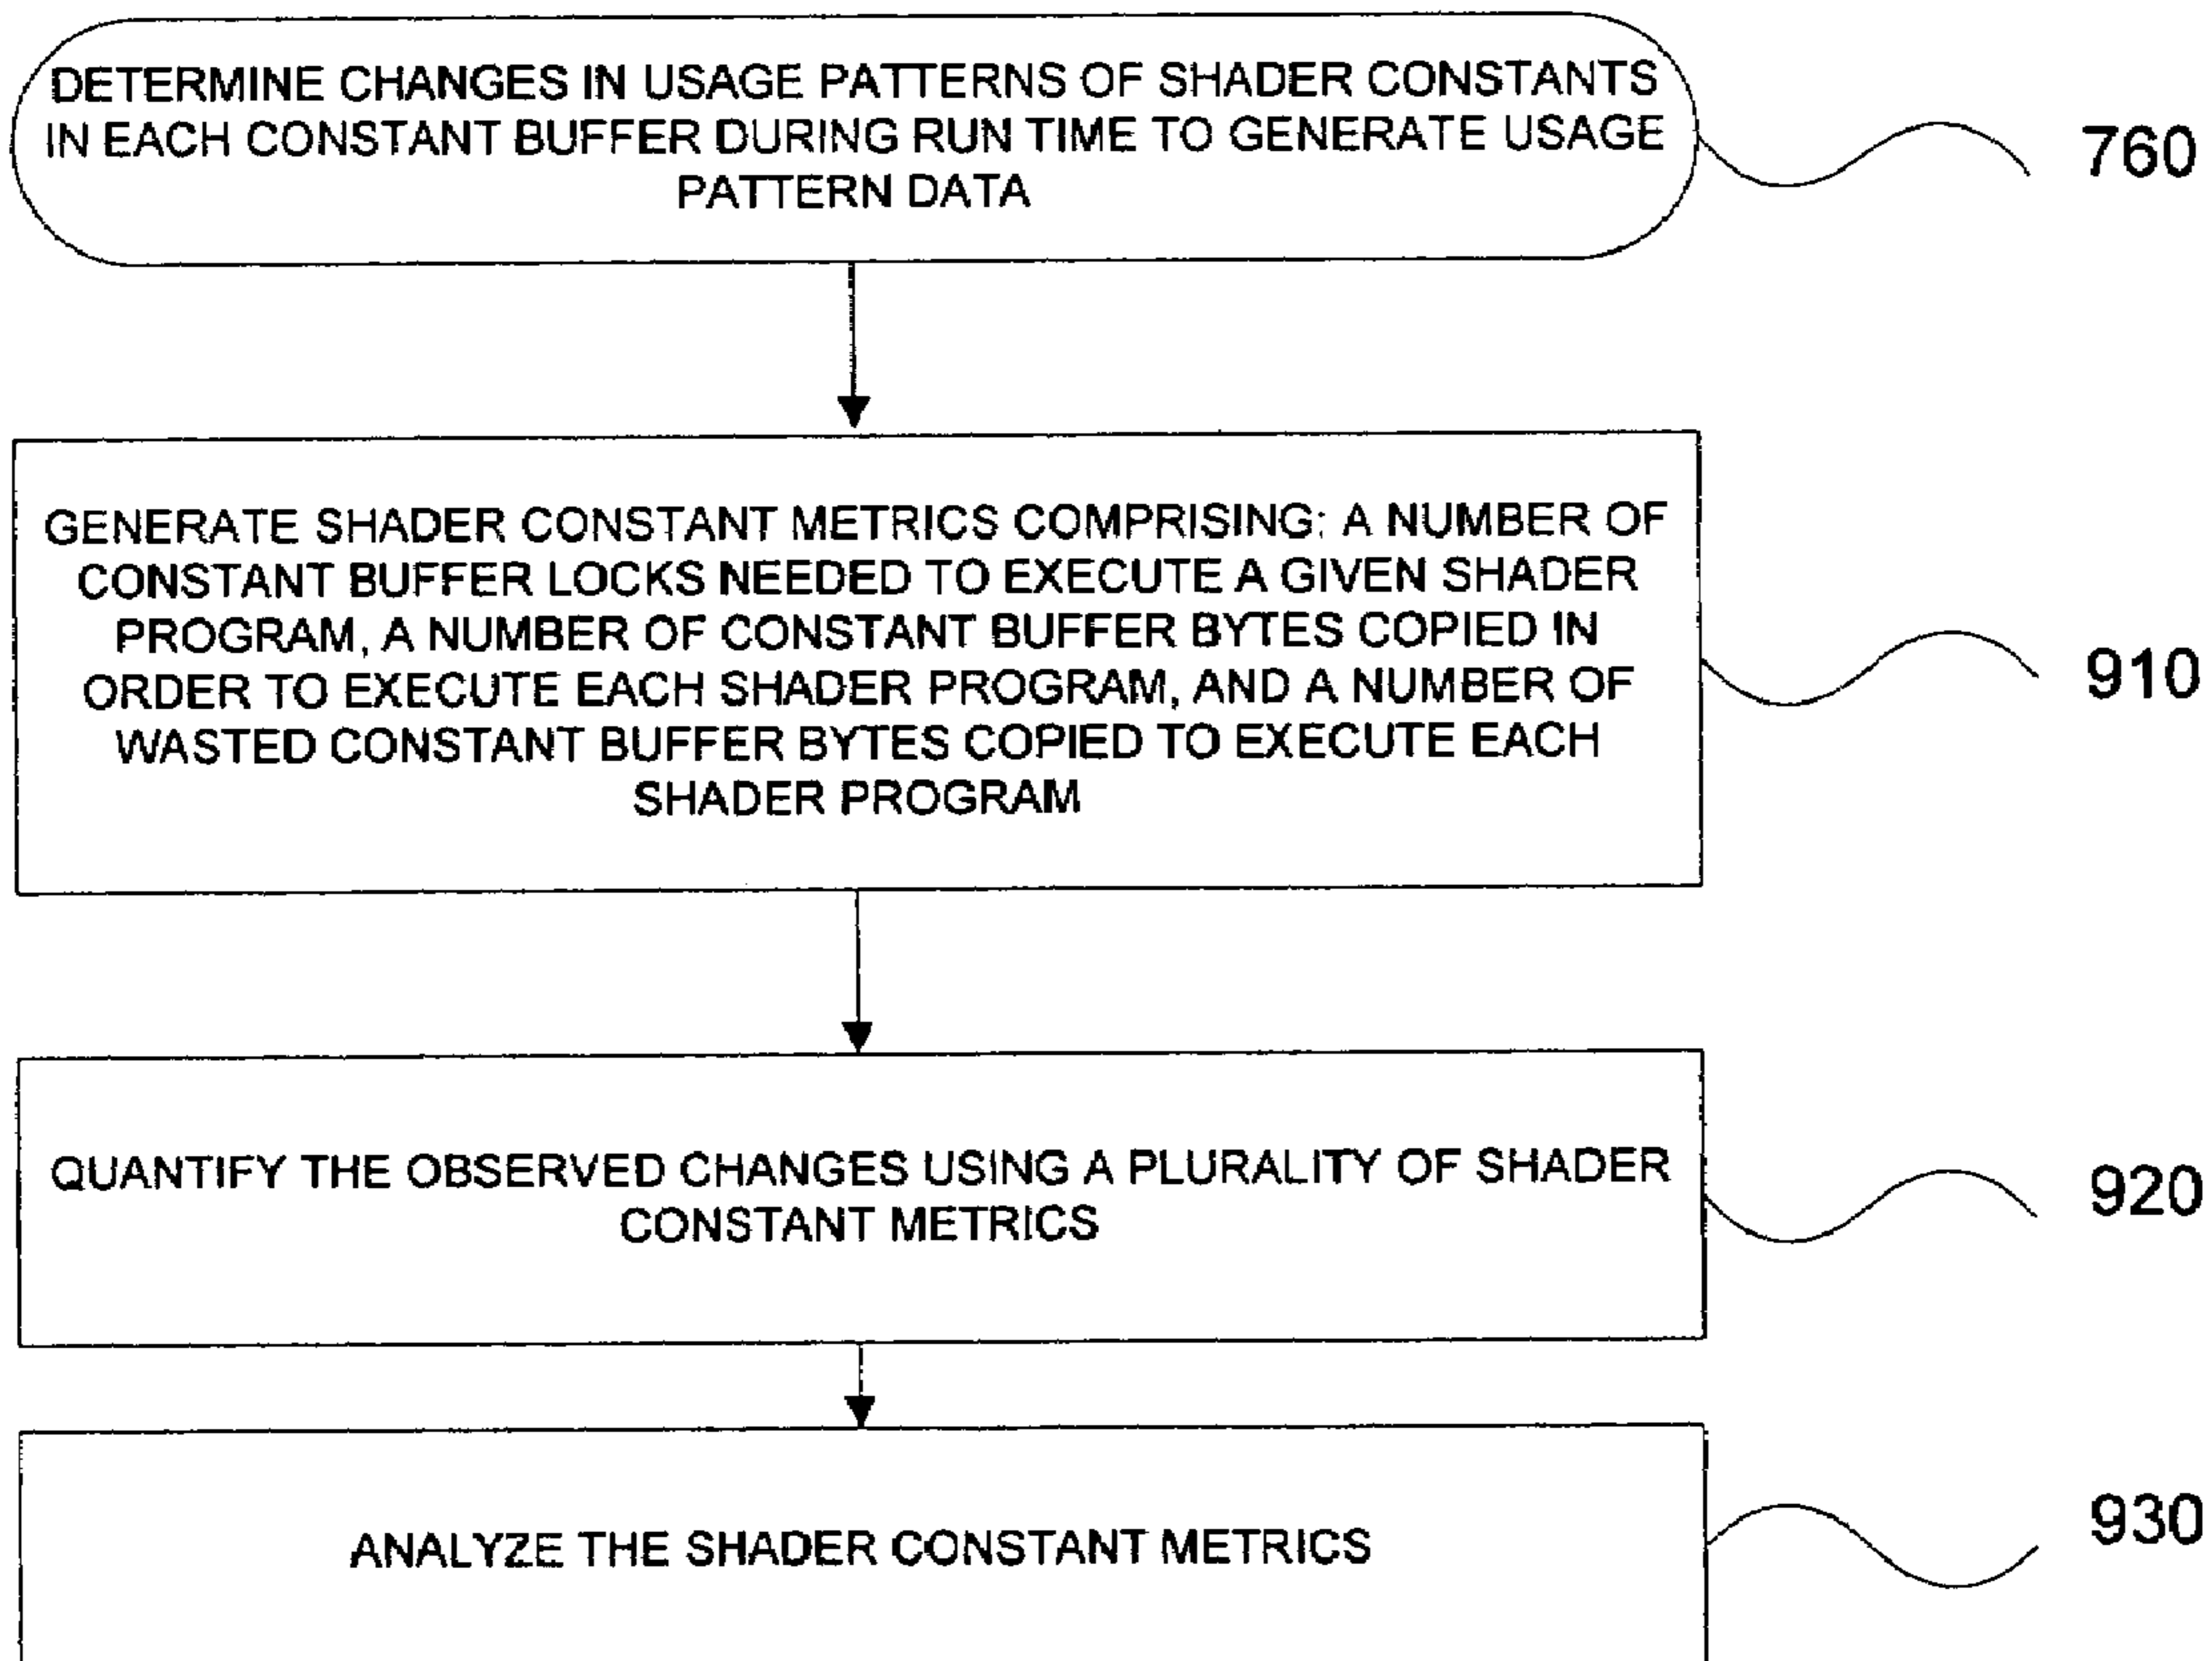 DETERMINE CHANGES IN USAGE PATTERNS OF SHADER CONSTANTS
IN EACH CONSTANT BUFFER DURING RUN TIME TO GENERATE USAGE
PATTERN DATA
760
GENERATE SHADER CONSTANT METRICS COMPRISING: A NUMBER OF
CONSTANT BUFFER LOCKS NEEDED TO EXECUTE A GIVEN SHADER
PROGRAM, A NUMBER OF CONSTANT BUFFER BYTES COPIED IN
ORDER TO EXECUTE EACH SHADER PROGRAM, AND A NUMBER OF
WASTED CONSTANT BUFFER BYTES COPIED TO EXECUTE EACH
SHADER PROGRAM
910
QUANTIFY THE OBSERVED CHANGES USING A PLURALITY OF SHADER
CONSTANT METRICS
920
ANALYZE THE SHADER CONSTANT METRICS
930